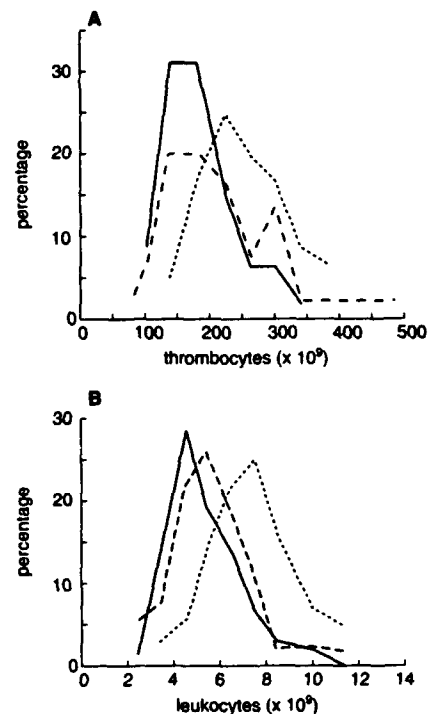 A
30
20
10
0
percentage
0 100 200 300 400 500
thrombocytes (x 10⁹)
B
30
20
10
0
percentage
0 2 4 6 8 10 12 14
leukocytes (x 10⁹)